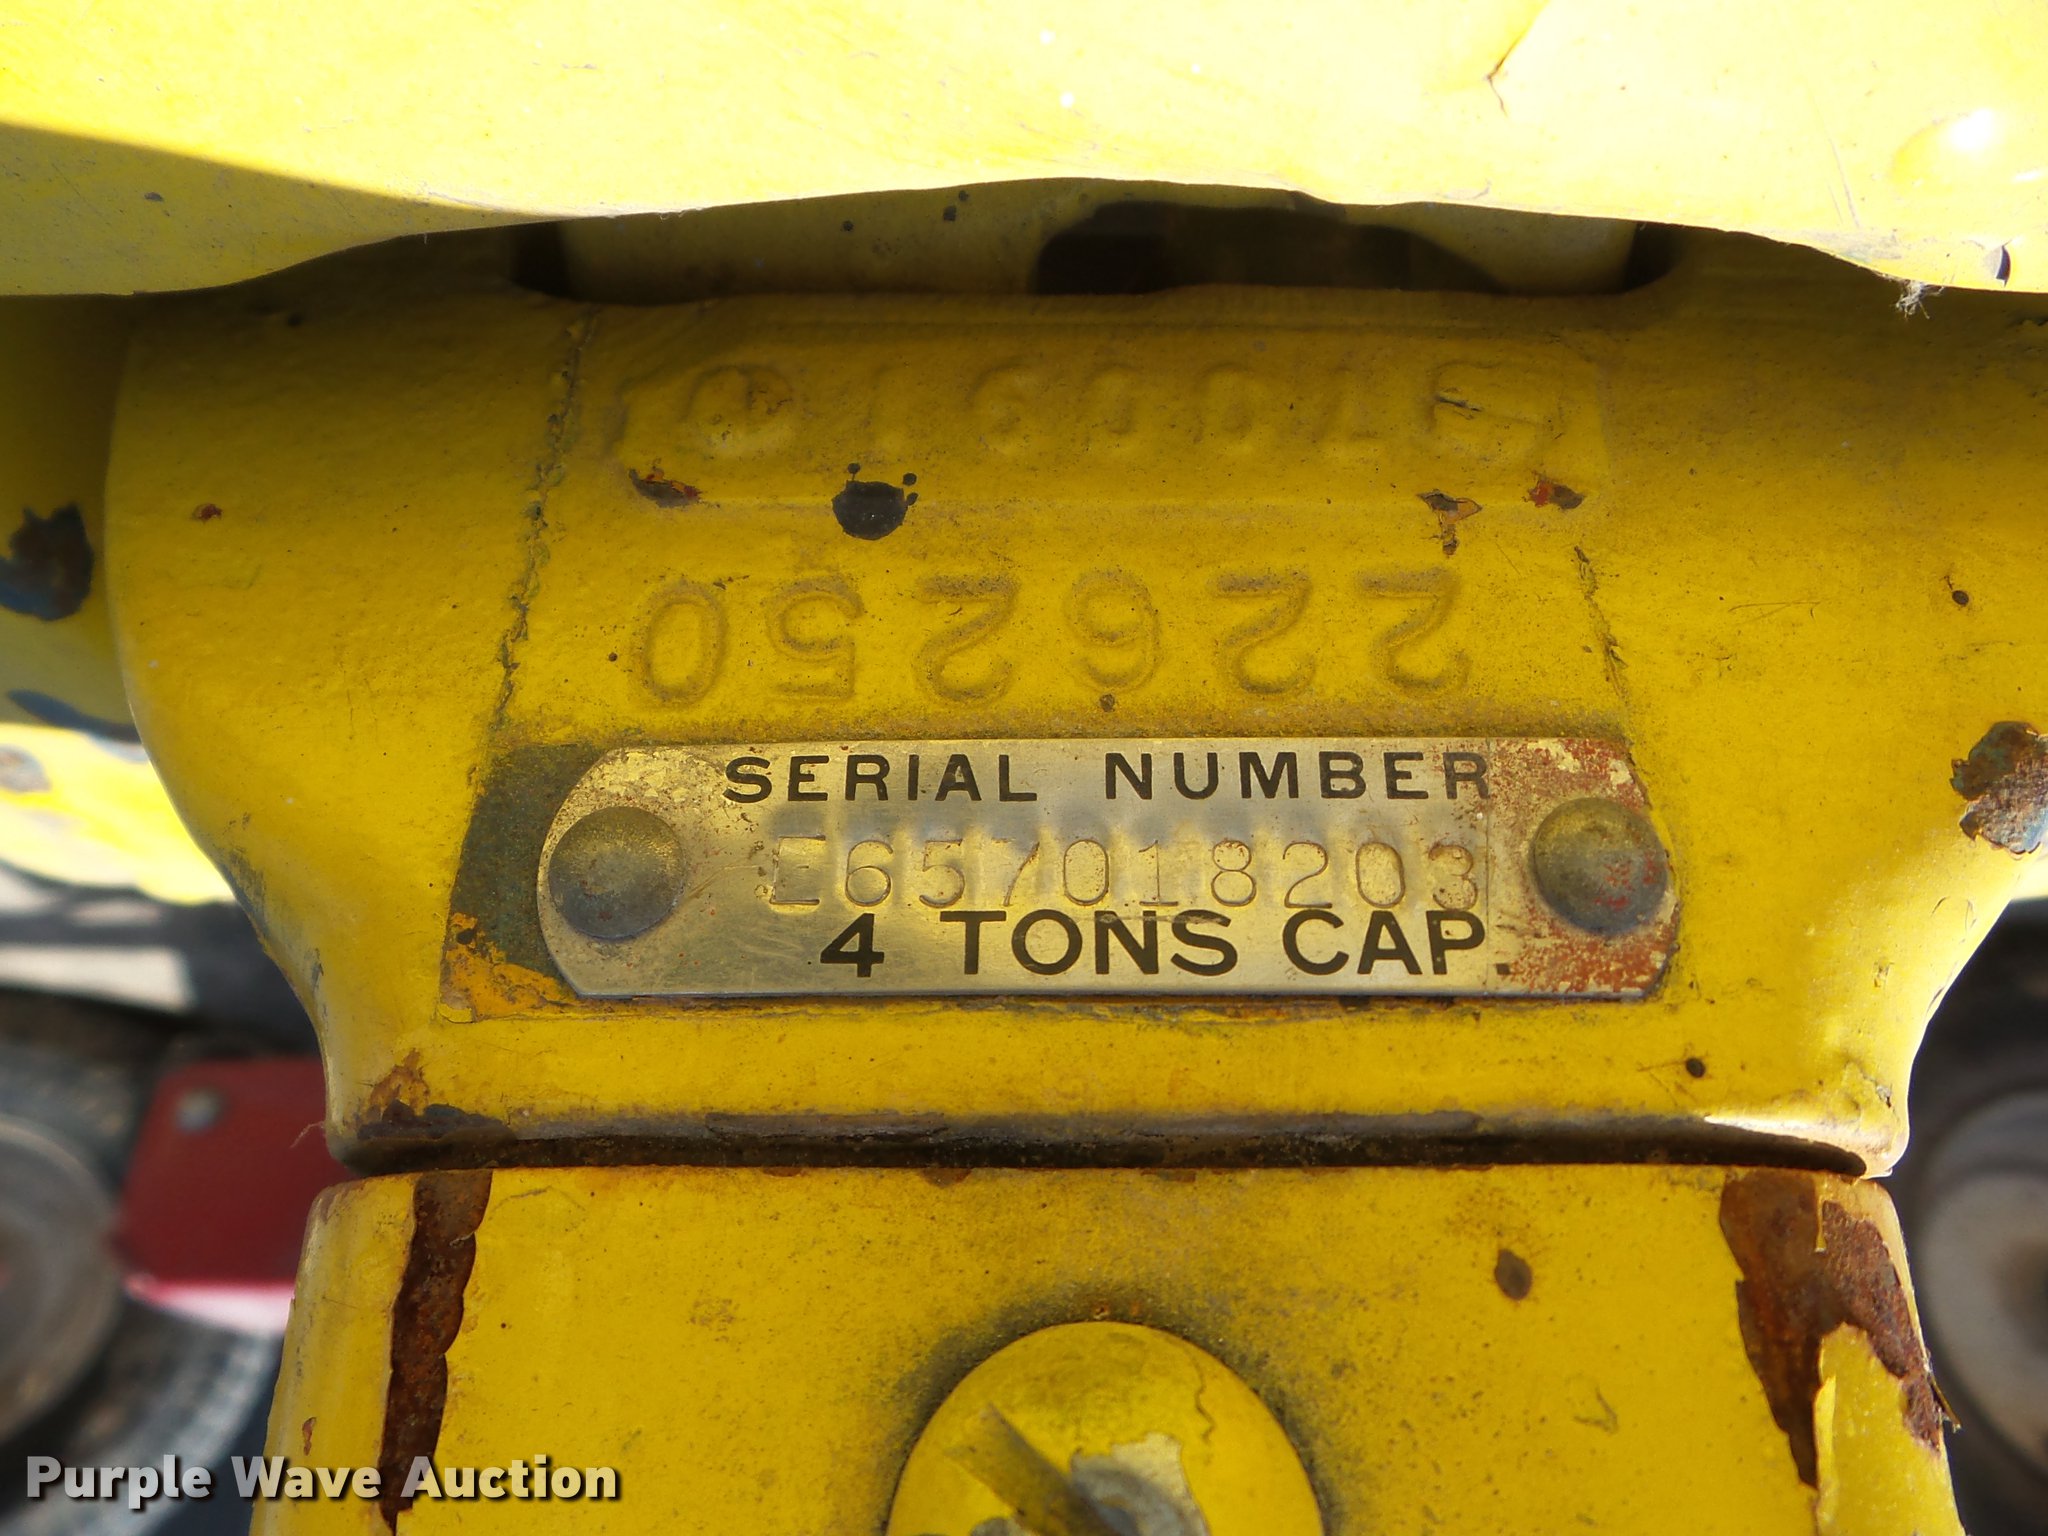 226250
SERIAL NUMBER
E657018203
4 TONS CAP.
Purple Wave Auction